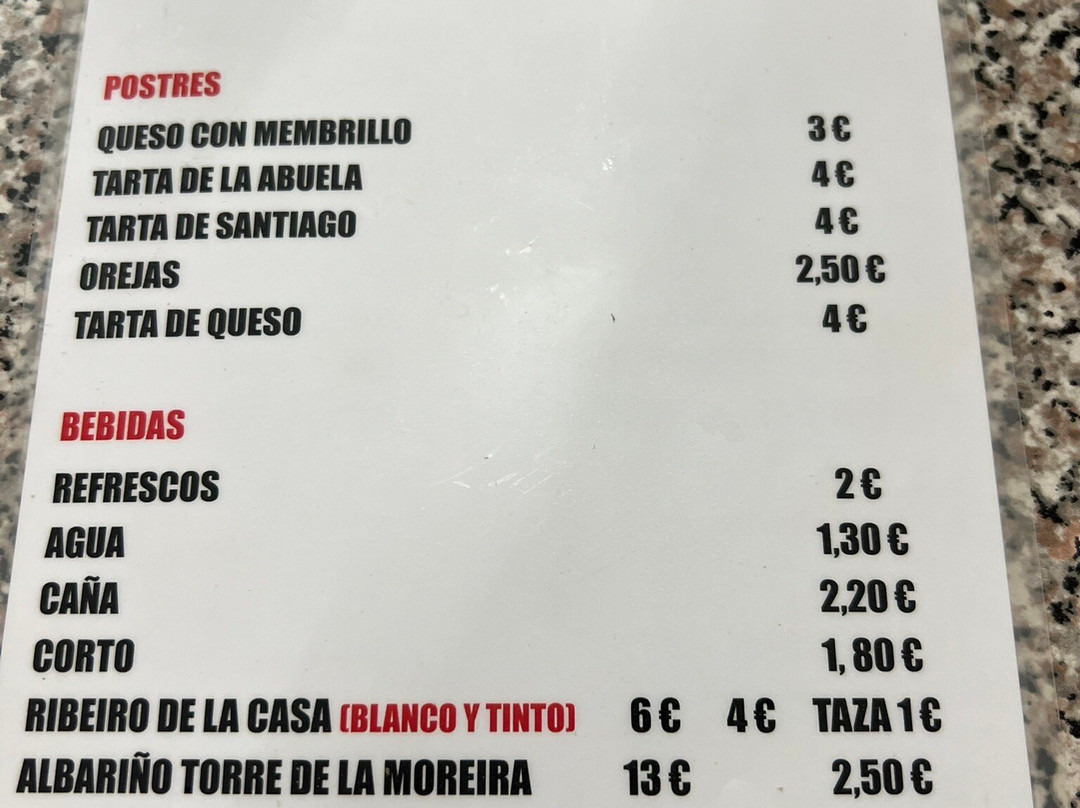 POSTRES
QUESO CON MEMBRILLO 3 €
TARTA DE LA ABUELA 4 €
TARTA DE SANTIAGO 4 €
OREJAS 2,50 €
TARTA DE QUESO 4 €
BEBIDAS
REFRESCOS 2 €
AGUA 1,30 €
CAÑA 2,20 €
CORTO 1, 80 €
RIBEIRO DE LA CASA (BLANCO Y TINTO) 6 € 4 € TAZA 1 €
ALBARIÑO TORRE DE LA MOREIRA 13 € 2,50 €